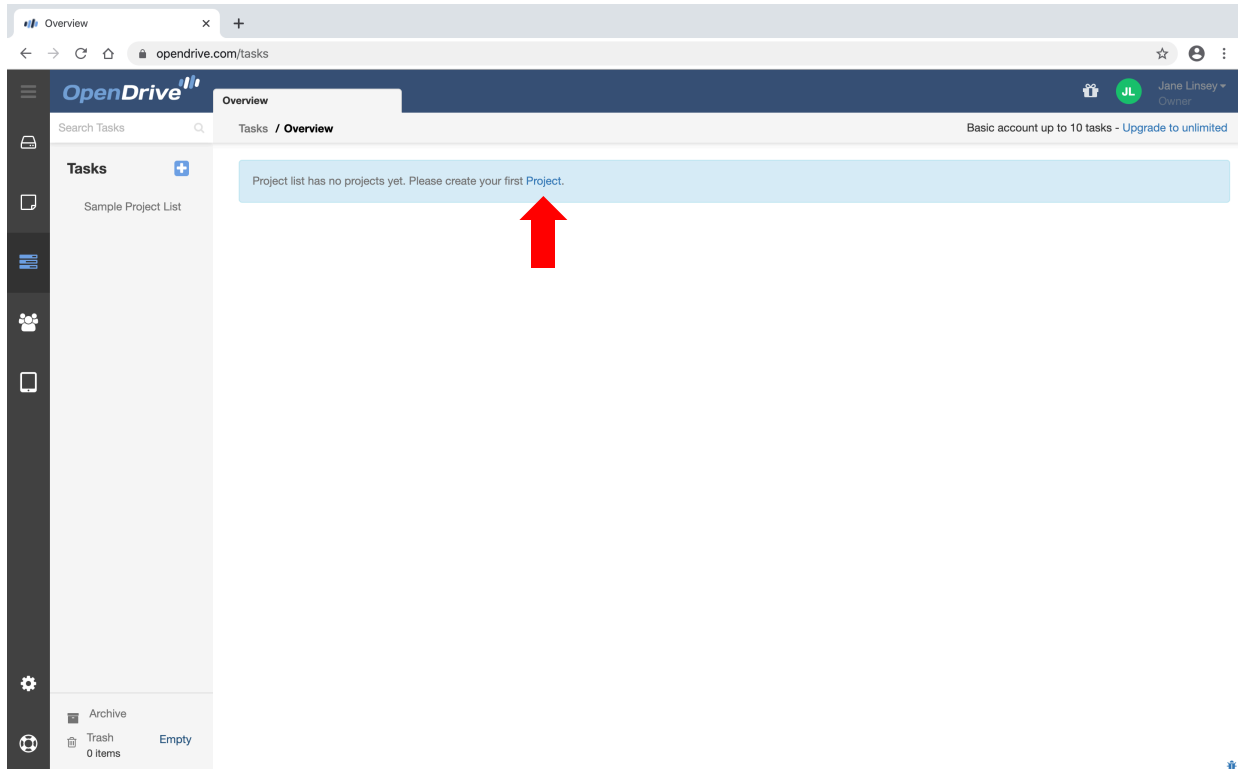 Overview
opendrive.com/tasks
OpenDrive
Overview
JL
Jane Linsey
Owner
Search Tasks
Tasks / Overview
Basic account up to 10 tasks - Upgrade to unlimited
Tasks
Project list has no projects yet. Please create your first Project.
Sample Project List
Archive
Trash
Empty
0 items